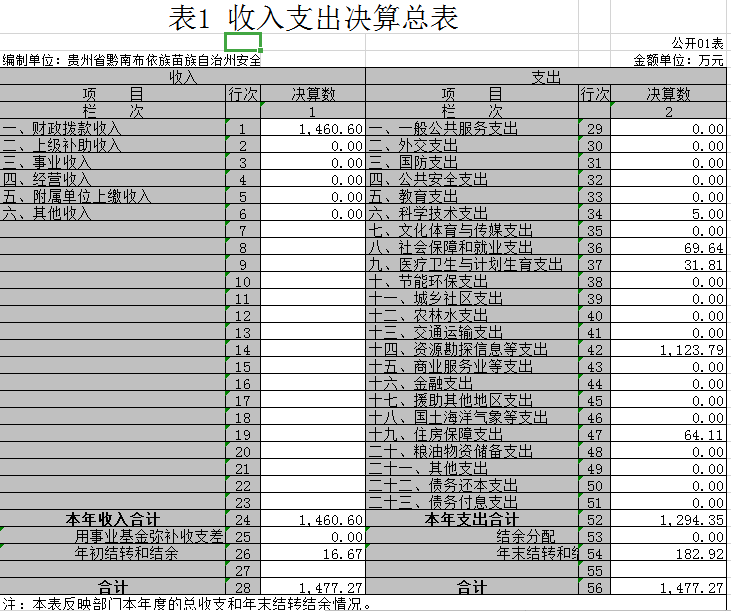 表1 收入支出决算总表
公开01表
编制单位：贵州省黔南布依族苗族自治州安全
金额单位：万元
收入 支出
项 目 行次 决算数 项 目 行次 决算数
栏 次 1 栏 次 2
一、财政拨款收入 1 1,460.60 一、一般公共服务支出 29 0.00
二、上级补助收入 2 0.00 二、外交支出 30 0.00
三、事业收入 3 0.00 三、国防支出 31 0.00
四、经营收入 4 0.00 四、公共安全支出 32 0.00
五、附属单位上缴收入 5 0.00 五、教育支出 33 0.00
六、其他收入 6 0.00 六、科学技术支出 34 5.00
7 七、文化体育与传媒支出 35 0.00
8 八、社会保障和就业支出 36 69.64
9 九、医疗卫生与计划生育支出 37 31.81
10 十、节能环保支出 38 0.00
11 十一、城乡社区支出 39 0.00
12 十二、农林水支出 40 0.00
13 十三、交通运输支出 41 0.00
14 十四、资源勘探信息等支出 42 1,123.79
15 十五、商业服务业等支出 43 0.00
16 十六、金融支出 44 0.00
17 十七、援助其他地区支出 45 0.00
18 十八、国土海洋气象等支出 46 0.00
19 十九、住房保障支出 47 64.11
20 二十、粮油物资储备支出 48 0.00
21 二十一、其他支出 49 0.00
22 二十二、债务还本支出 50 0.00
23 二十三、债务付息支出 51 0.00
本年收入合计 24 1,460.60 本年支出合计 52 1,294.35
用事业基金弥补收支差 25 0.00 结余分配 53 0.00
年初结转和结余 26 16.67 年末结转和结 54 182.92
27 55
合计 28 1,477.27 合计 56 1,477.27
注：本表反映部门本年度的总收支和年末结转结余情况。